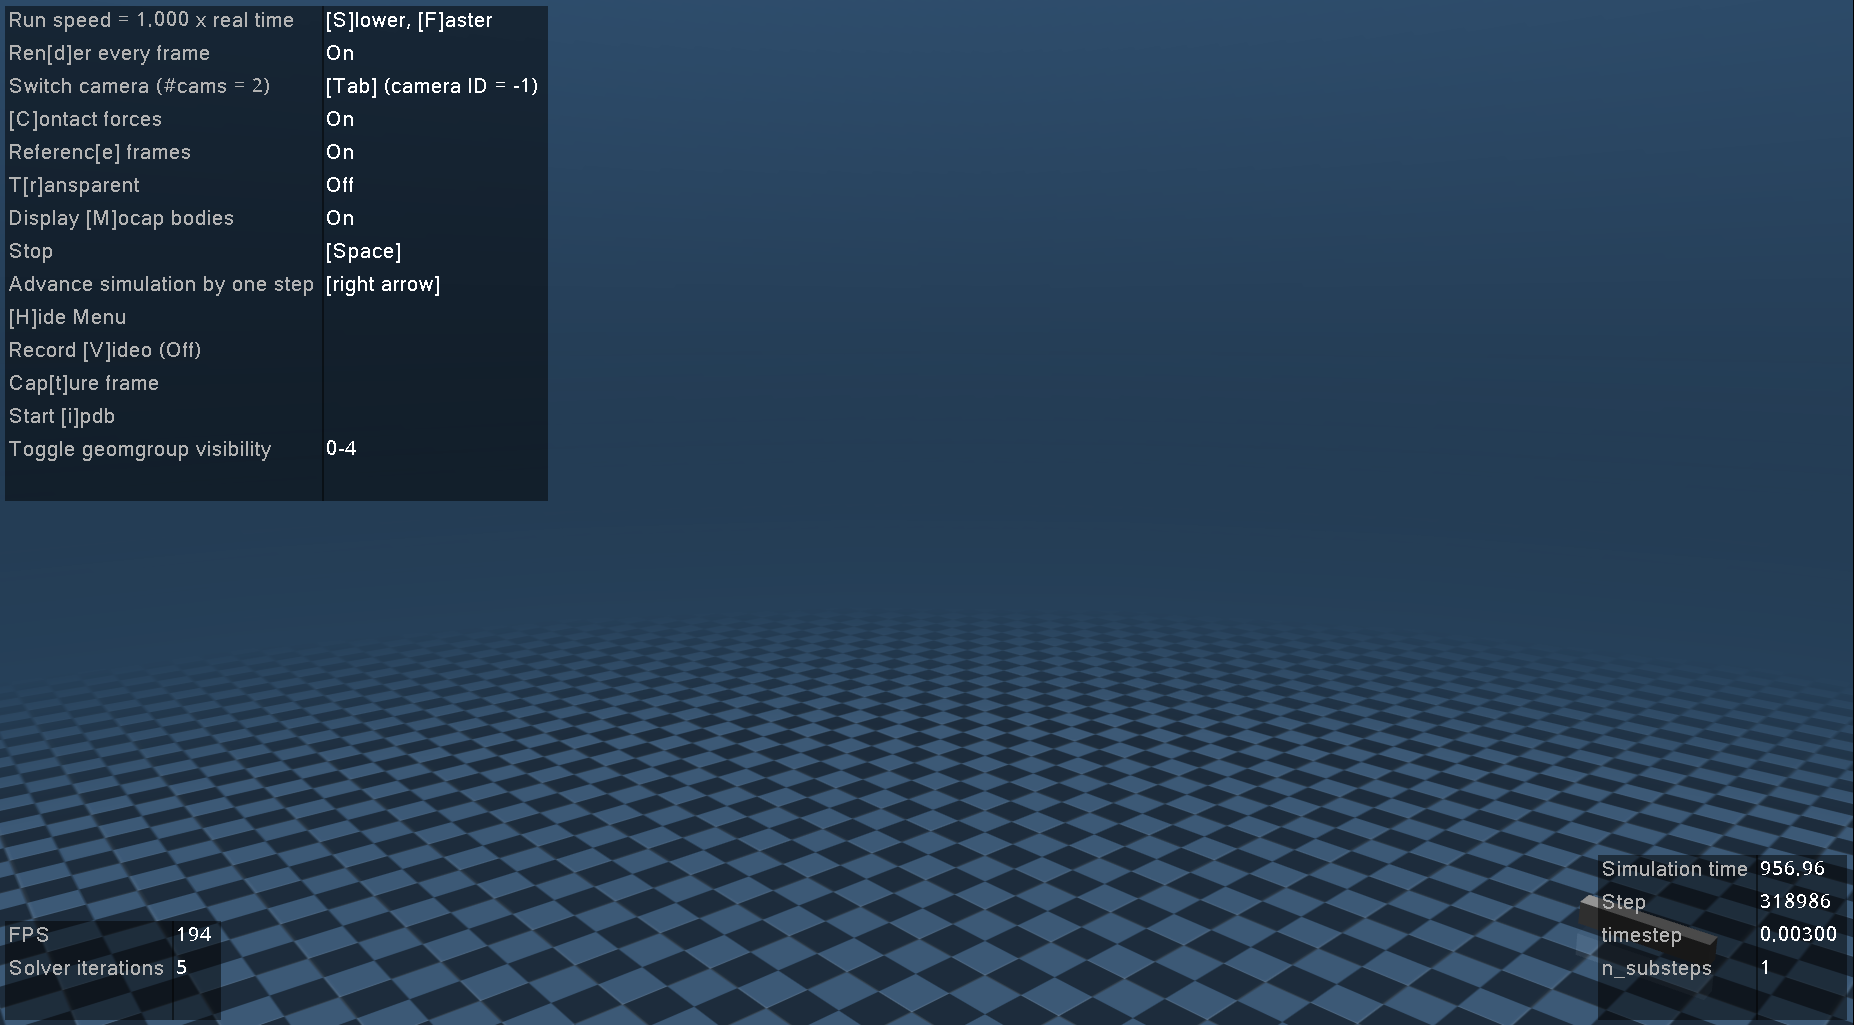 Run speed = 1.000 x real time [S]lower, [F]aster
Ren[d]er every frame On
Switch camera (#cams = 2) [Tab] (camera ID = -1)
[C]ontact forces On
Referenc[e] frames On
T[r]ansparent Off
Display [M]ocap bodies On
Stop [Space]
Advance simulation by one step [right arrow]
[H]ide Menu
Record [V]ideo (Off)
Cap[t]ure frame
Start [i]pdb
Toggle geomgroup visibility 0-4
FPS 194
Solver iterations 5
Simulation time 956.96
Step 318986
timestep 0.00300
n_substeps 1